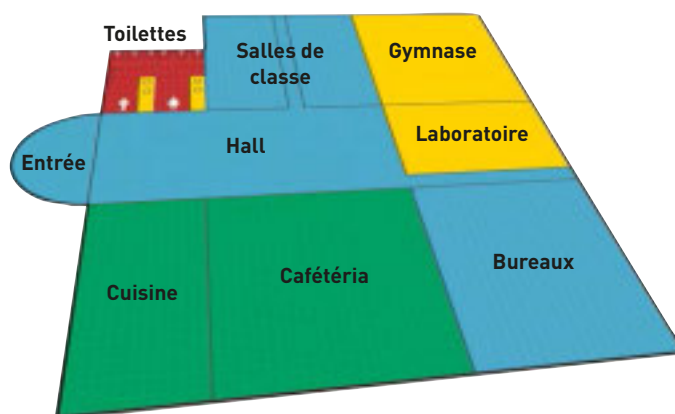 Toilettes
Salles de
classe
Gymnase
Entrée
Hall
Laboratoire
Cuisine
Cafétéria
Bureaux